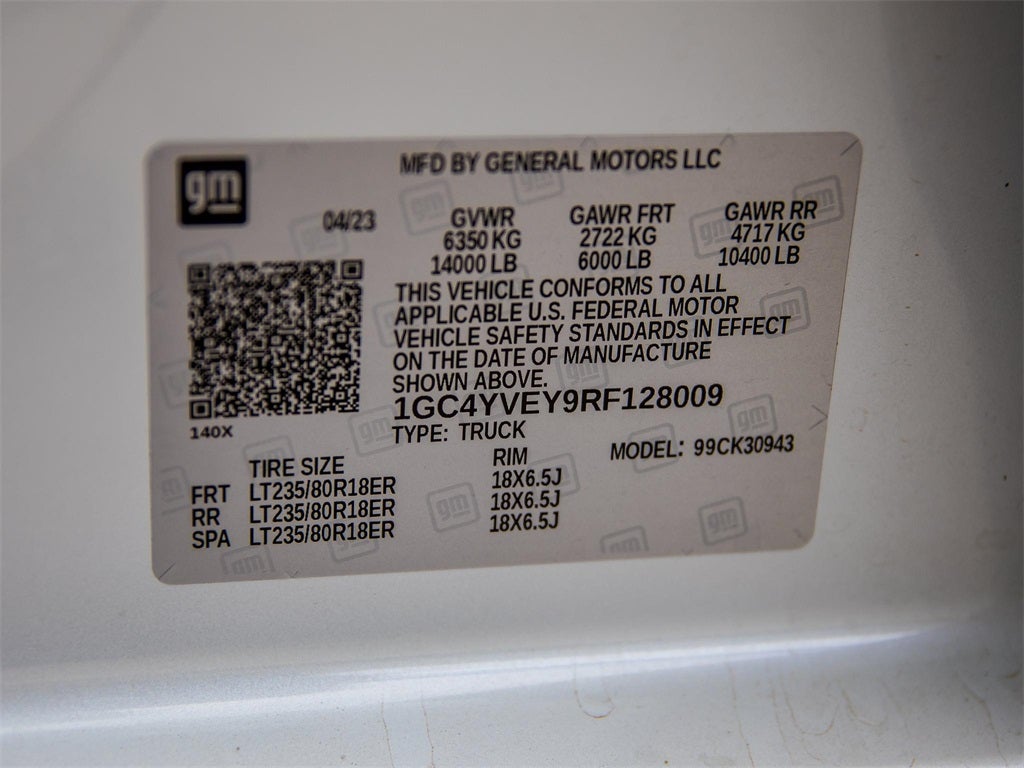 gm
MFD BY GENERAL MOTORS LLC
04/23
GVWR GAWR FRT GAWR RR
6350 KG 2722 KG 4717 KG
14000 LB 6000 LB 10400 LB
THIS VEHICLE CONFORMS TO ALL
APPLICABLE U.S. FEDERAL MOTOR
VEHICLE SAFETY STANDARDS IN EFFECT
ON THE DATE OF MANUFACTURE
SHOWN ABOVE.
1GC4YVEY9RF128009
140X
TYPE: TRUCK
MODEL: 99CK30943
TIRE SIZE RIM
FRT LT235/80R18ER 18X6.5J
RR LT235/80R18ER 18X6.5J
SPA LT235/80R18ER 18X6.5J